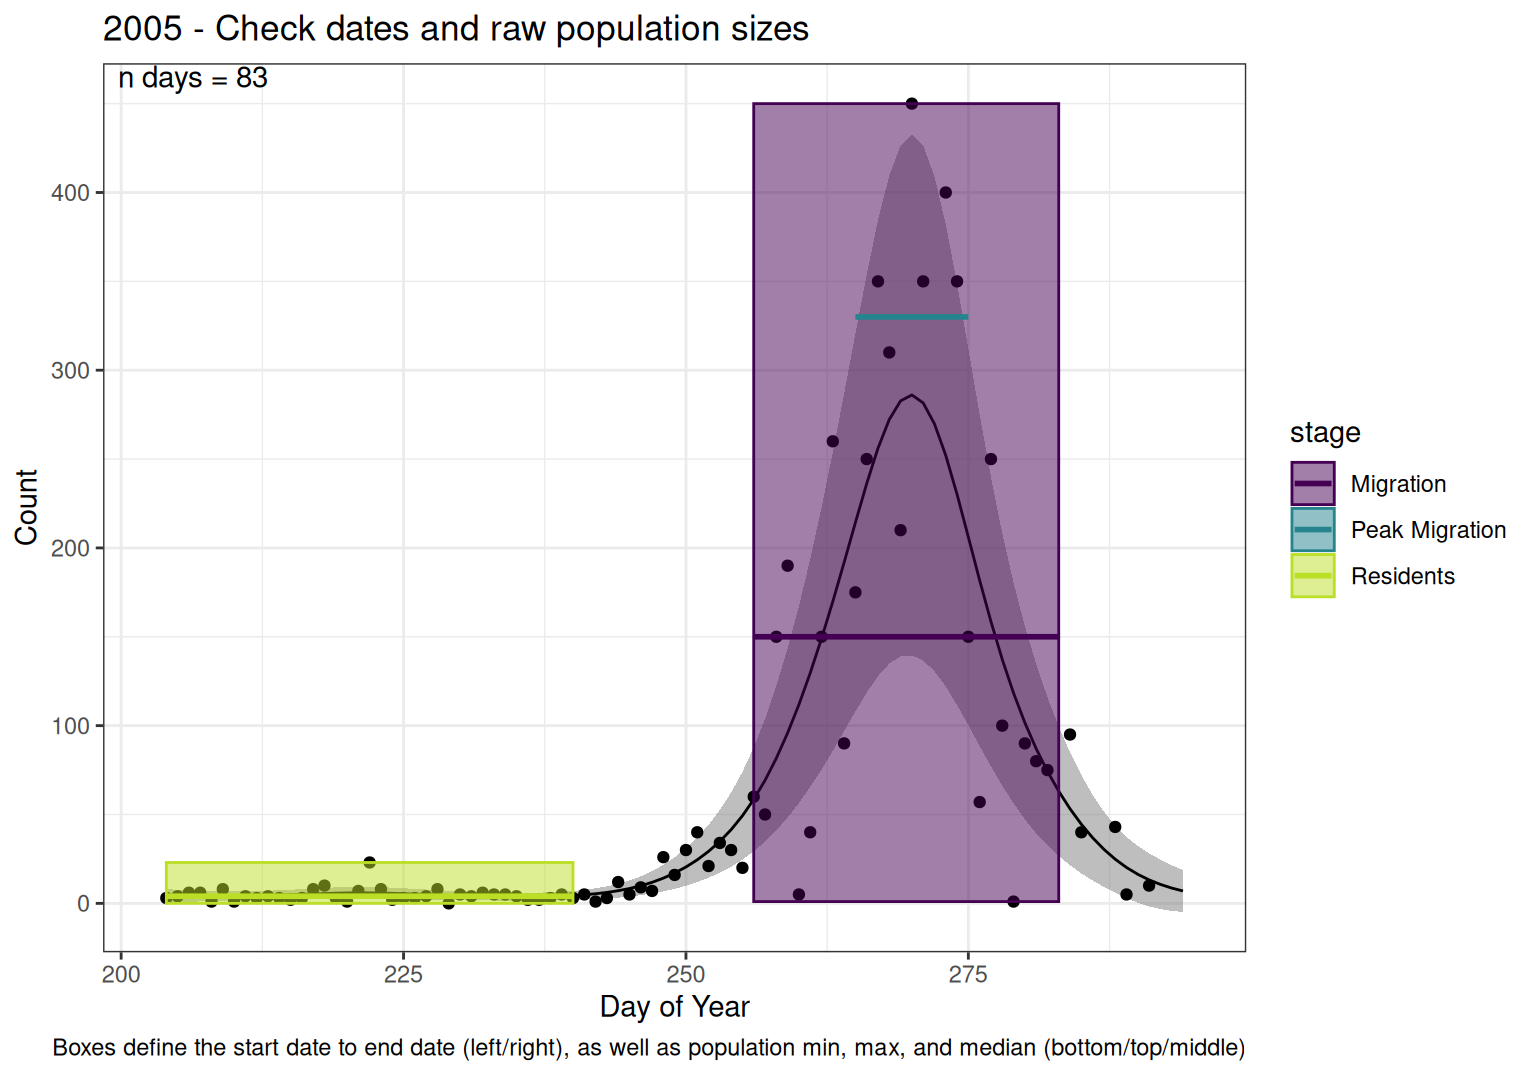 2005 - Check dates and raw population sizes
n days = 83
400
300
200
100
0
Count
200 225 250 275
Day of Year
stage
Migration
Peak Migration
Residents
Boxes define the start date to end date (left/right), as well as population min, max, and median (bottom/top/middle)